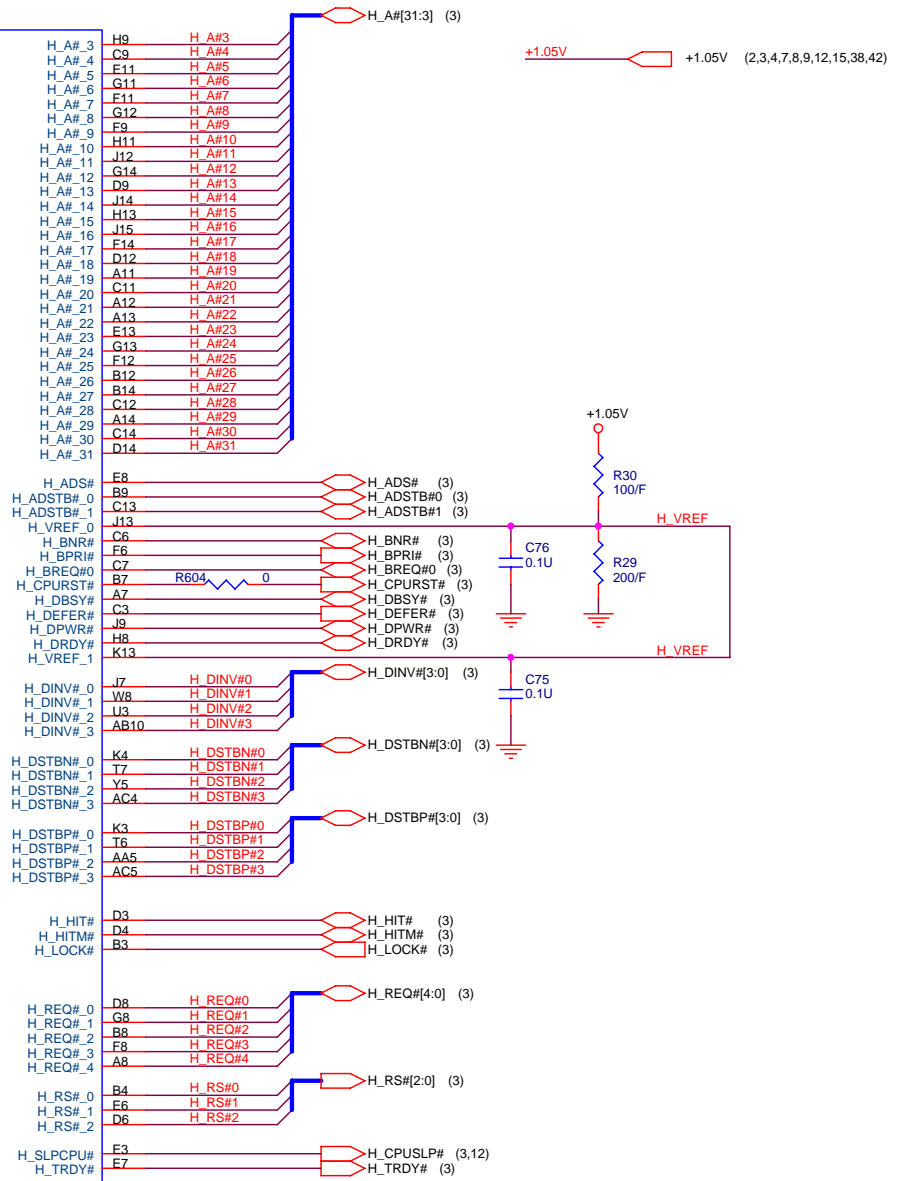 H_A#[31:3] (3)
+1.05V +1.05V (2,3,4,7,8,9,12,15,38,42)
H_A#_3 H9 H_A#3
H_A#_4 C9 H_A#4
H_A#_5 E11 H_A#5
H_A#_6 G11 H_A#6
H_A#_7 F11 H_A#7
H_A#_8 G12 H_A#8
H_A#_9 F9 H_A#9
H_A#_10 H11 H_A#10
H_A#_11 J12 H_A#11
H_A#_12 G14 H_A#12
H_A#_13 D9 H_A#13
H_A#_14 J14 H_A#14
H_A#_15 H13 H_A#15
H_A#_16 J15 H_A#16
H_A#_17 F14 H_A#17
H_A#_18 D12 H_A#18
H_A#_19 A11 H_A#19
H_A#_20 C11 H_A#20
H_A#_21 A12 H_A#21
H_A#_22 A13 H_A#22
H_A#_23 E13 H_A#23
H_A#_24 G13 H_A#24
H_A#_25 F12 H_A#25
H_A#_26 B12 H_A#26
H_A#_27 B14 H_A#27
H_A#_28 C12 H_A#28
H_A#_29 A14 H_A#29
H_A#_30 C14 H_A#30
H_A#_31 D14 H_A#31
+1.05V
R30
100/F
H_ADS# E8 H_ADS# (3)
H_ADSTB#_0 B9 H_ADSTB#0 (3)
H_ADSTB#_1 C13 H_ADSTB#1 (3)
H_VREF_0 J13 H_VREF
H_BNR# C6 H_BNR# (3)
H_BPRI# F6 H_BPRI# (3)
H_BREQ#0 C7 H_BREQ#0 (3)
H_CPURST# B7 R604 0 H_CPURST# (3)
H_DBSY# A7 H_DBSY# (3)
H_DEFER# C3 H_DEFER# (3)
H_DPWR# J9 H_DPWR# (3)
H_DRDY# H8 H_DRDY# (3)
H_VREF_1 K13 H_VREF
C76
0.1U
R29
200/F
C75
0.1U
H_DINV#[3:0] (3)
H_DINV#_0 J7 H_DINV#0
H_DINV#_1 W8 H_DINV#1
H_DINV#_2 U3 H_DINV#2
H_DINV#_3 AB10 H_DINV#3
H_DSTBN#[3:0] (3)
H_DSTBN#_0 K4 H_DSTBN#0
H_DSTBN#_1 T7 H_DSTBN#1
H_DSTBN#_2 Y5 H_DSTBN#2
H_DSTBN#_3 AC4 H_DSTBN#3
H_DSTBP#[3:0] (3)
H_DSTBP#_0 K3 H_DSTBP#0
H_DSTBP#_1 T6 H_DSTBP#1
H_DSTBP#_2 AA5 H_DSTBP#2
H_DSTBP#_3 AC5 H_DSTBP#3
H_HIT# D3 H_HIT# (3)
H_HITM# D4 H_HITM# (3)
H_LOCK# B3 H_LOCK# (3)
H_REQ#[4:0] (3)
H_REQ#_0 D8 H_REQ#0
H_REQ#_1 G8 H_REQ#1
H_REQ#_2 B8 H_REQ#2
H_REQ#_3 F8 H_REQ#3
H_REQ#_4 A8 H_REQ#4
H_RS#[2:0] (3)
H_RS#_0 B4 H_RS#0
H_RS#_1 E6 H_RS#1
H_RS#_2 D6 H_RS#2
H_SLPCPU# E3 H_CPUSLP# (3,12)
H_TRDY# E7 H_TRDY# (3)